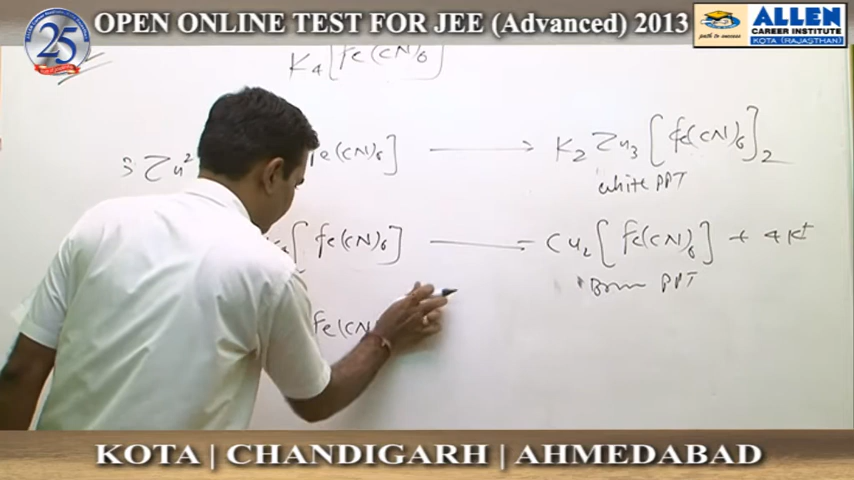 OPEN ONLINE TEST FOR JEE (Advanced) 2013
25
path to success
ALLEN
CAREER INSTITUTE
KOTA (RAJASTHAN)
K4[Fe(CN)6]
3Zn2 Fe(CN)6] → K2Zn3[Fe(CN)6]2
white PPT
[Fe(CN)6] → Cu2[Fe(CN)6] + 4K+
Brown PPT
Fe(CN
KOTA | CHANDIGARH | AHMEDABAD